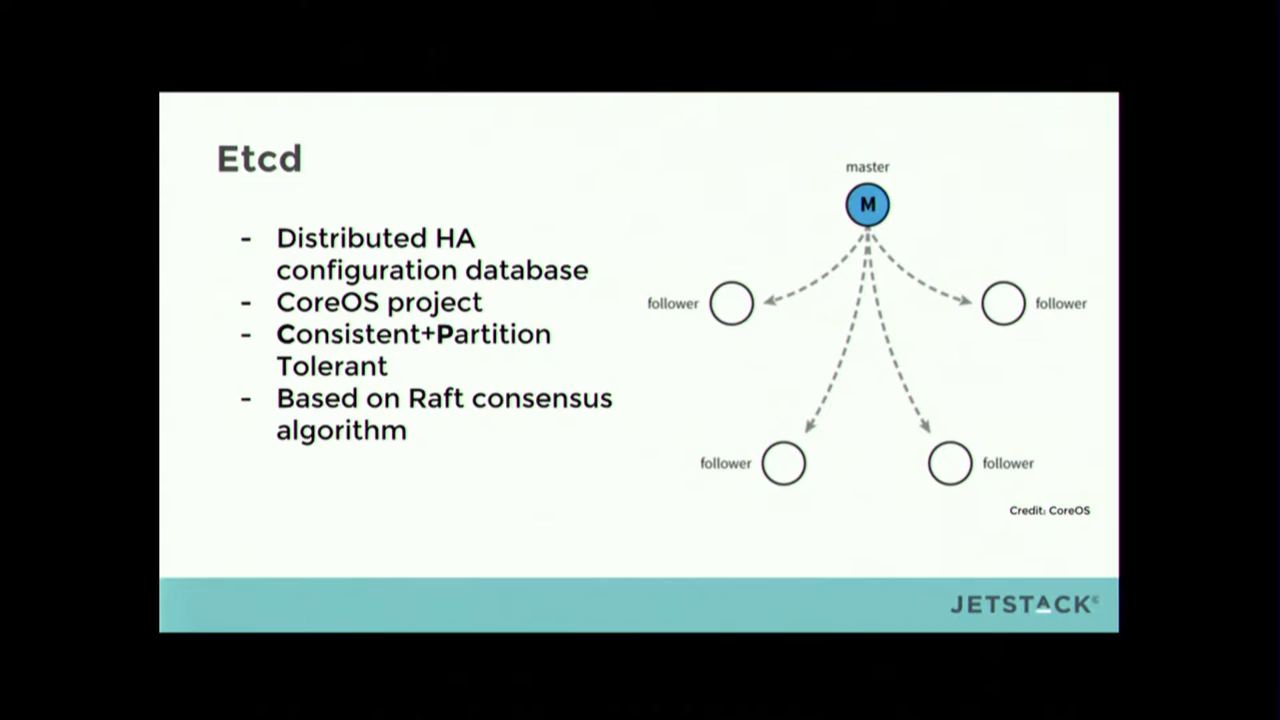 Etcd
- Distributed HA
configuration database
- CoreOS project
- Consistent+Partition
Tolerant
- Based on Raft consensus
algorithm
master
M
follower
follower
follower
follower
Credit: CoreOS
JETSTACK